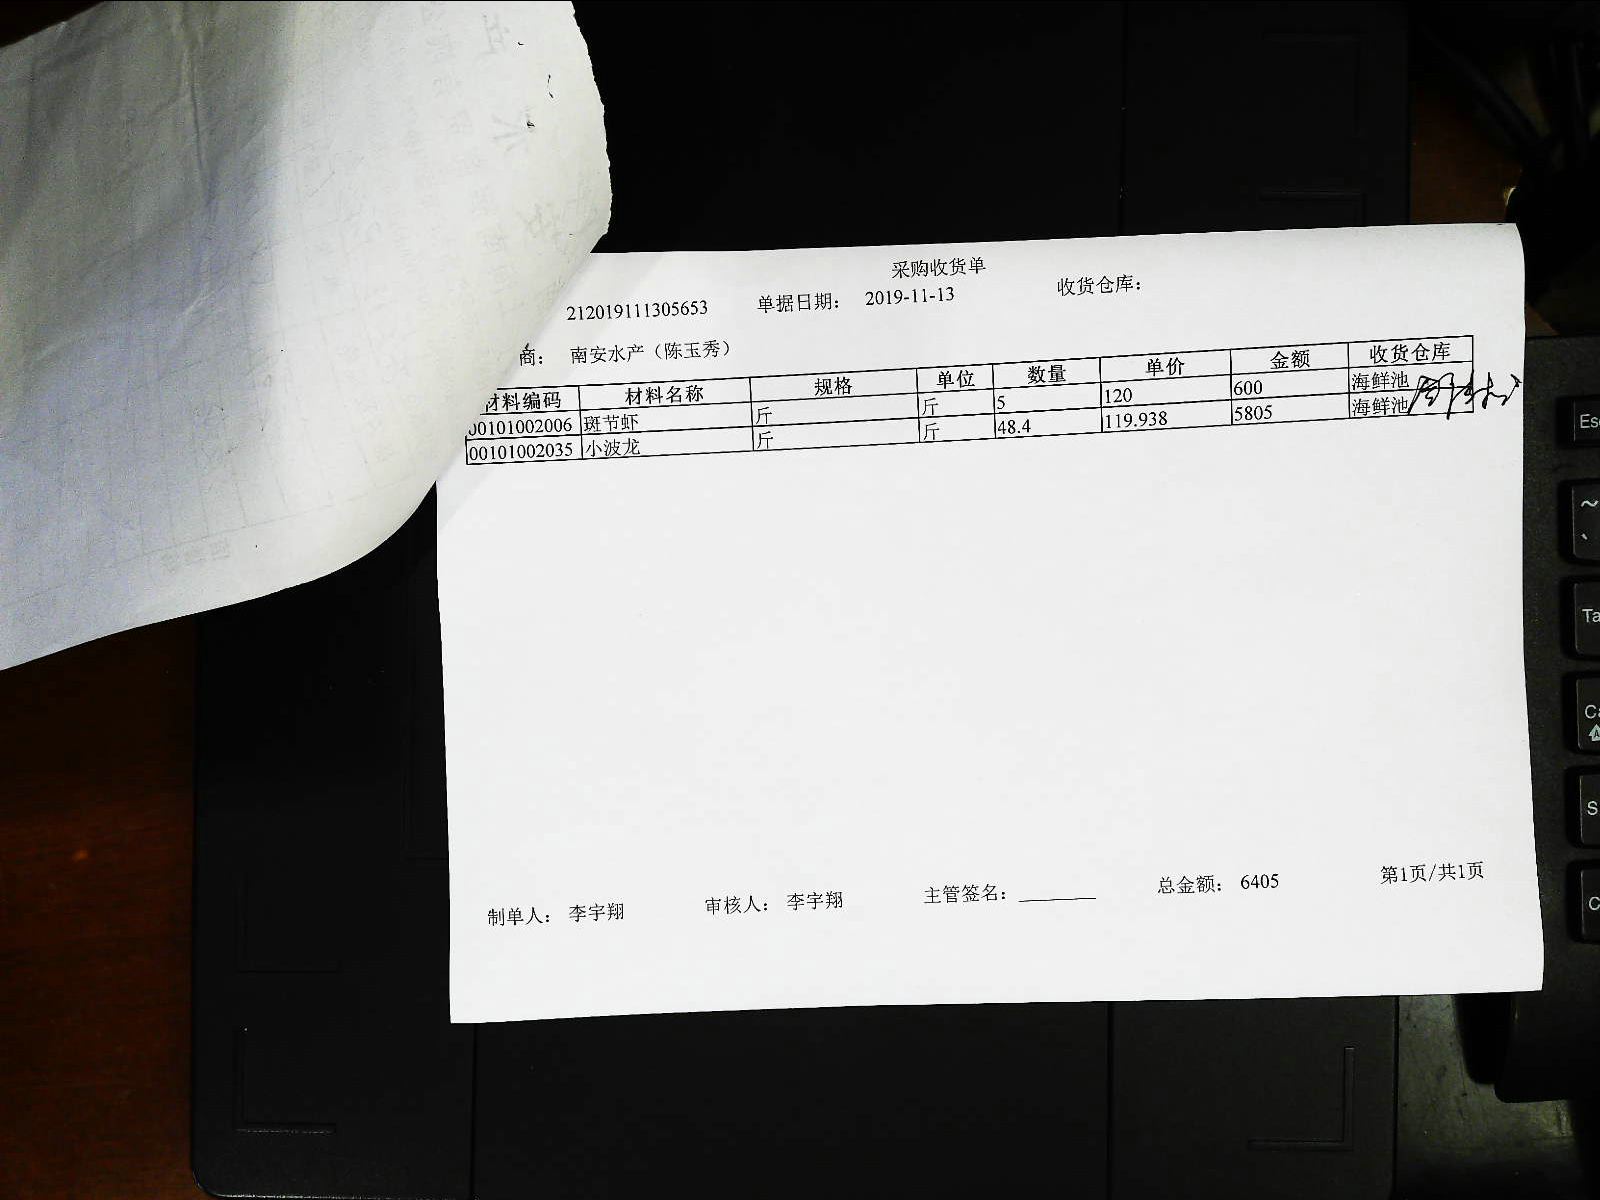 采购收货单
212019111305653 单据日期： 2019-11-13 收货仓库：
商： 南安水产（陈玉秀）
材料编码 材料名称 规格 单位 数量 单价 金额 收货仓库
00101002006 斑节虾 斤 斤 5 120 600 海鲜池
00101002035 小波龙 斤 斤 48.4 119.938 5805 海鲜池
制单人： 李宇翔 审核人： 李宇翔 主管签名： 总金额： 6405 第1页/共1页
Esc
~
、
Ta
Ca
S
C